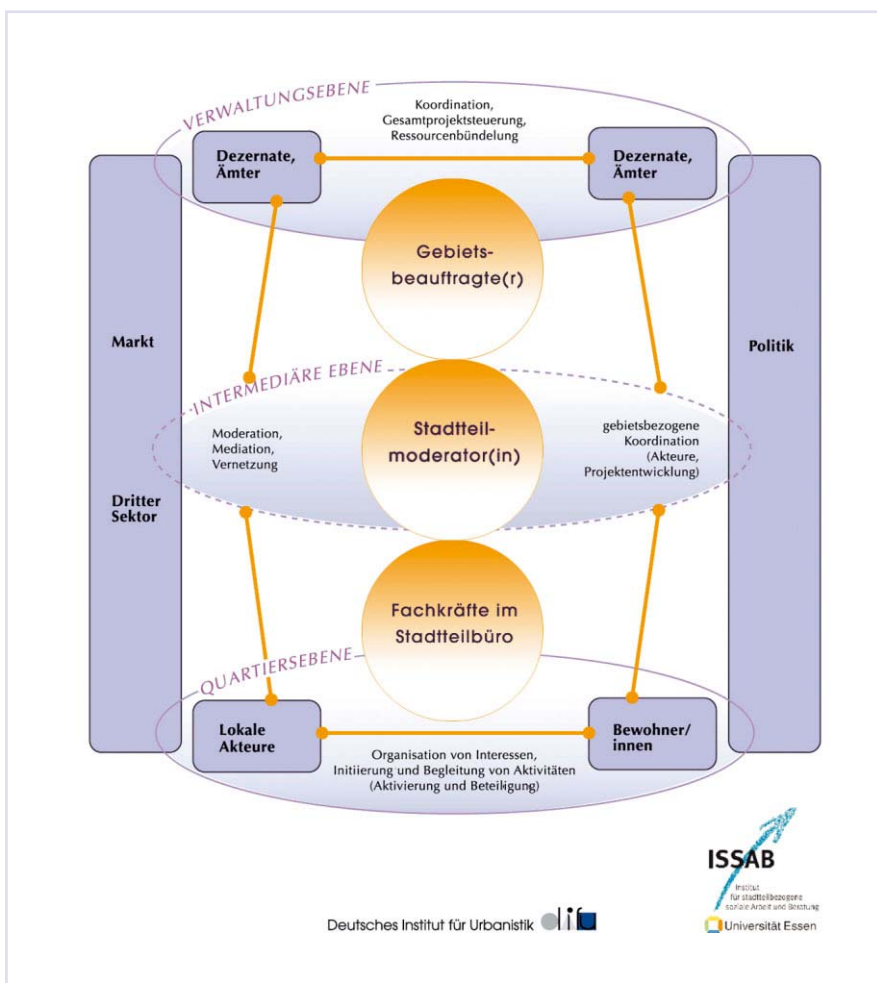 VERWALTUNGSEBENE
Koordination,
Gesamtprojektsteuerung,
Ressourcenbündelung
Dezernate,
Ämter
Dezernate,
Ämter
Gebiets-
beauftragte(r)
Markt
Politik
INTERMEDIÄRE EBENE
Moderation,
Mediation,
Vernetzung
Stadtteil-
moderator(in)
gebietsbezogene
Koordination
(Akteure,
Projektentwicklung)
Dritter
Sektor
Fachkräfte im
Stadtteilbüro
QUARTIERSEBENE
Lokale
Akteure
Bewohner/
innen
Organisation von Interessen,
Initiierung und Begleitung von Aktivitäten
(Aktivierung und Beteiligung)
ISSAB
Institut
für stadtteilbezogene
soziale Arbeit und Beratung
Deutsches Institut für Urbanistik difu
Universität Essen